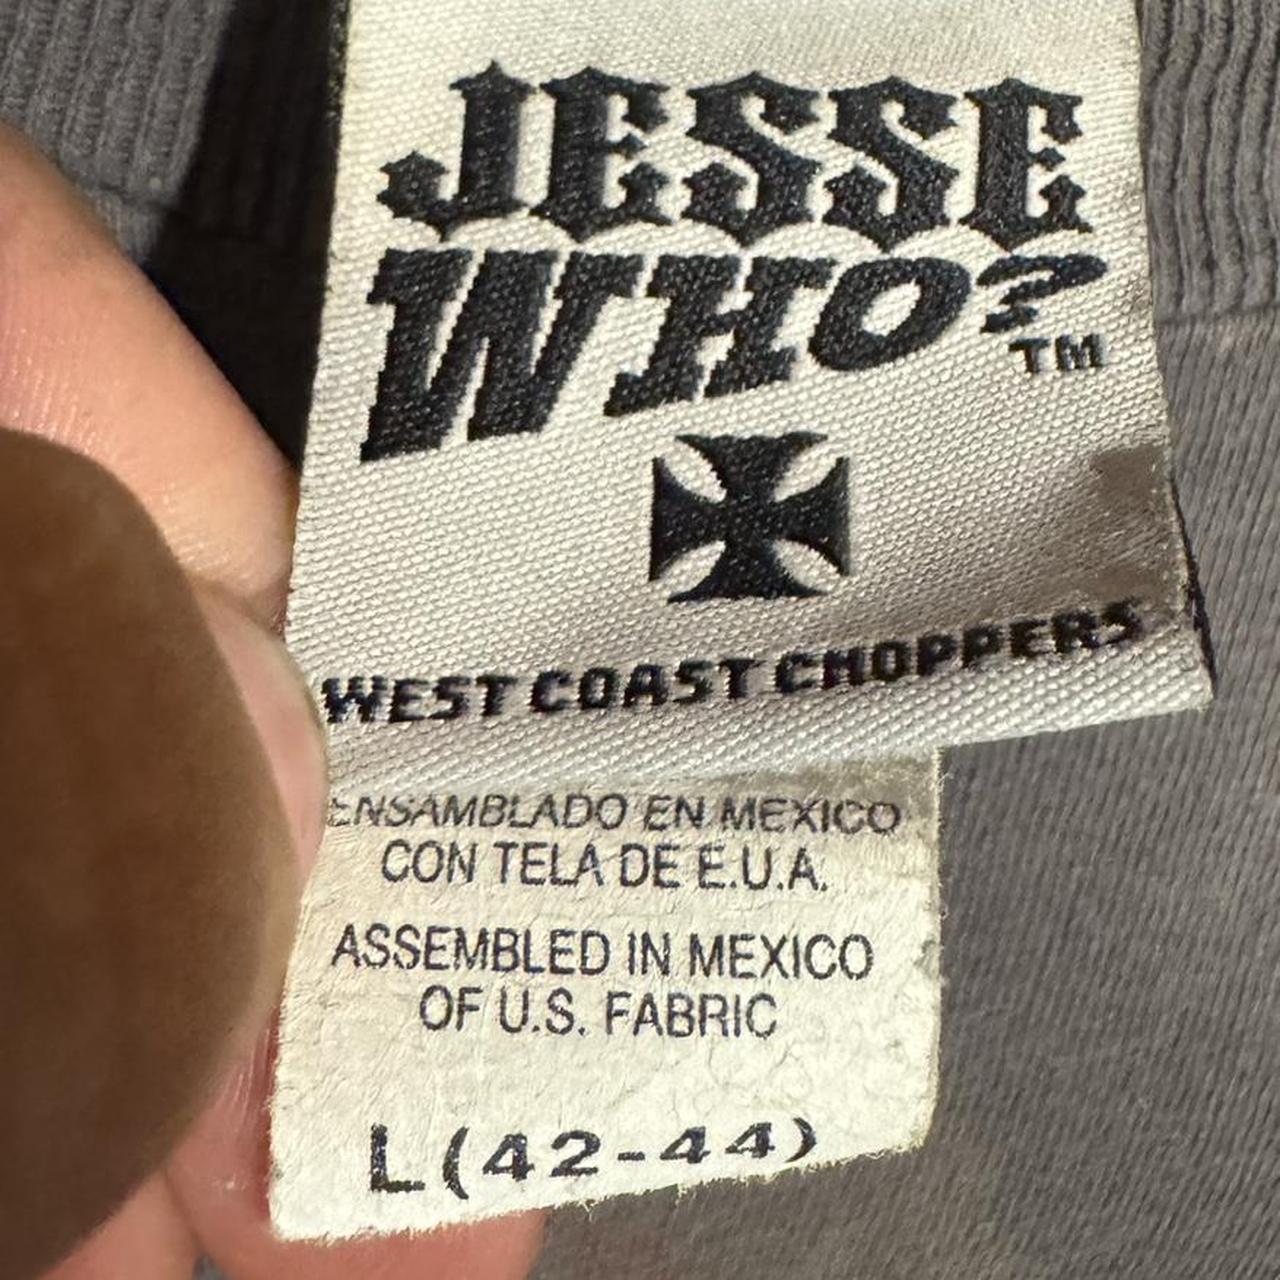 JESSE
WHO?
TM
WEST COAST CHOPPERS
ENSAMBLADO EN MEXICO
CON TELA DE E.U.A.
ASSEMBLED IN MEXICO
OF U.S. FABRIC
L(42-44)